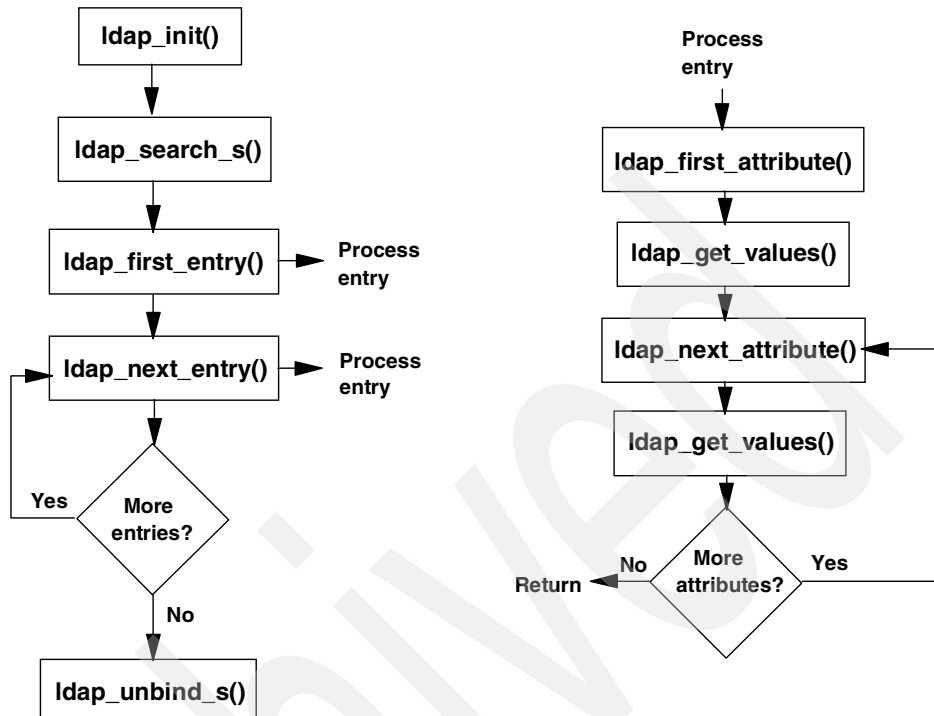 ldap_init()
ldap_search_s()
ldap_first_entry()
Process
entry
ldap_next_entry()
Process
entry
Yes
More
entries?
No
ldap_unbind_s()
Process
entry
ldap_first_attribute()
ldap_get_values()
ldap_next_attribute()
ldap_get_values()
More
attributes?
No
Return
Yes
hived